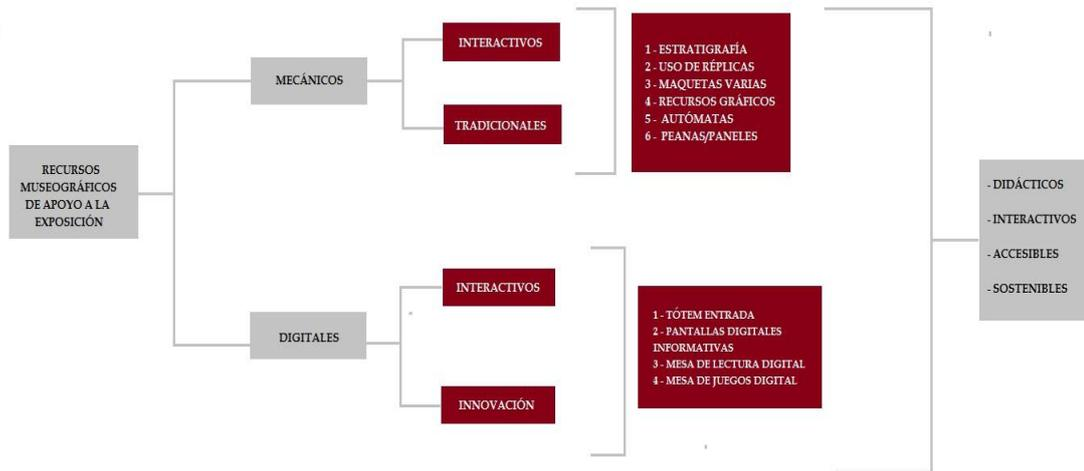 RECURSOS
MUSEOGRÁFICOS
DE APOYO A LA
EXPOSICIÓN
MECÁNICOS
INTERACTIVOS
TRADICIONALES
1 - ESTRATIGRAFÍA
2 - USO DE RÉPLICAS
3 - MAQUETAS VARIAS
4 - RECURSOS GRÁFICOS
5 - AUTÓMATAS
6 - PEANAS/PANELES
DIGITALES
INTERACTIVOS
INNOVACIÓN
1 - TÓTEM ENTRADA
2 - PANTALLAS DIGITALES
INFORMATIVAS
3 - MESA DE LECTURA DIGITAL
4 - MESA DE JUEGOS DIGITAL
- DIDÁCTICOS
- INTERACTIVOS
- ACCESIBLES
- SOSTENIBLES